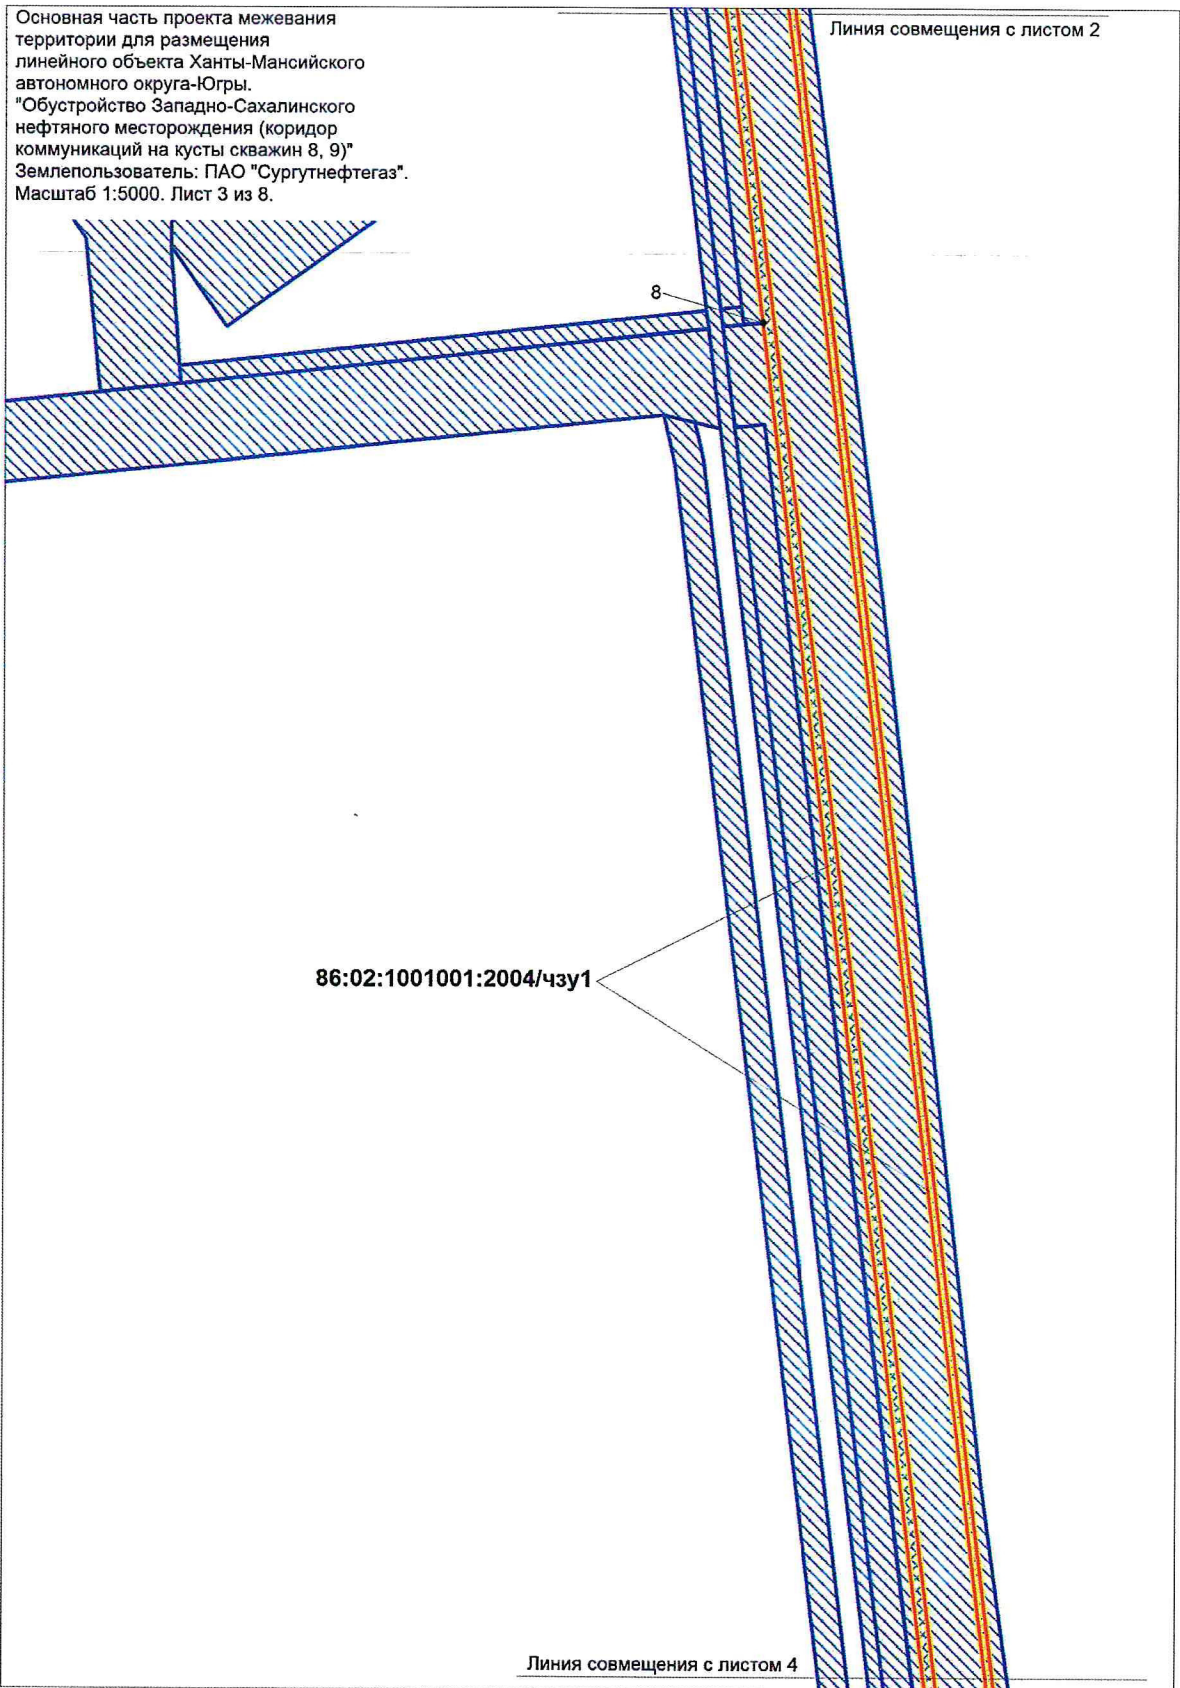 Основная часть проекта межевания
территории для размещения
линейного объекта Ханты-Мансийского
автономного округа-Югры.
"Обустройство Западно-Сахалинского
нефтяного месторождения (коридор
коммуникаций на кусты скважин 8, 9)"
Землепользователь: ПАО "Сургутнефтегаз".
Масштаб 1:5000. Лист 3 из 8.
Линия совмещения с листом 2
8
86:02:1001001:2004/чзу1
Линия совмещения с листом 4